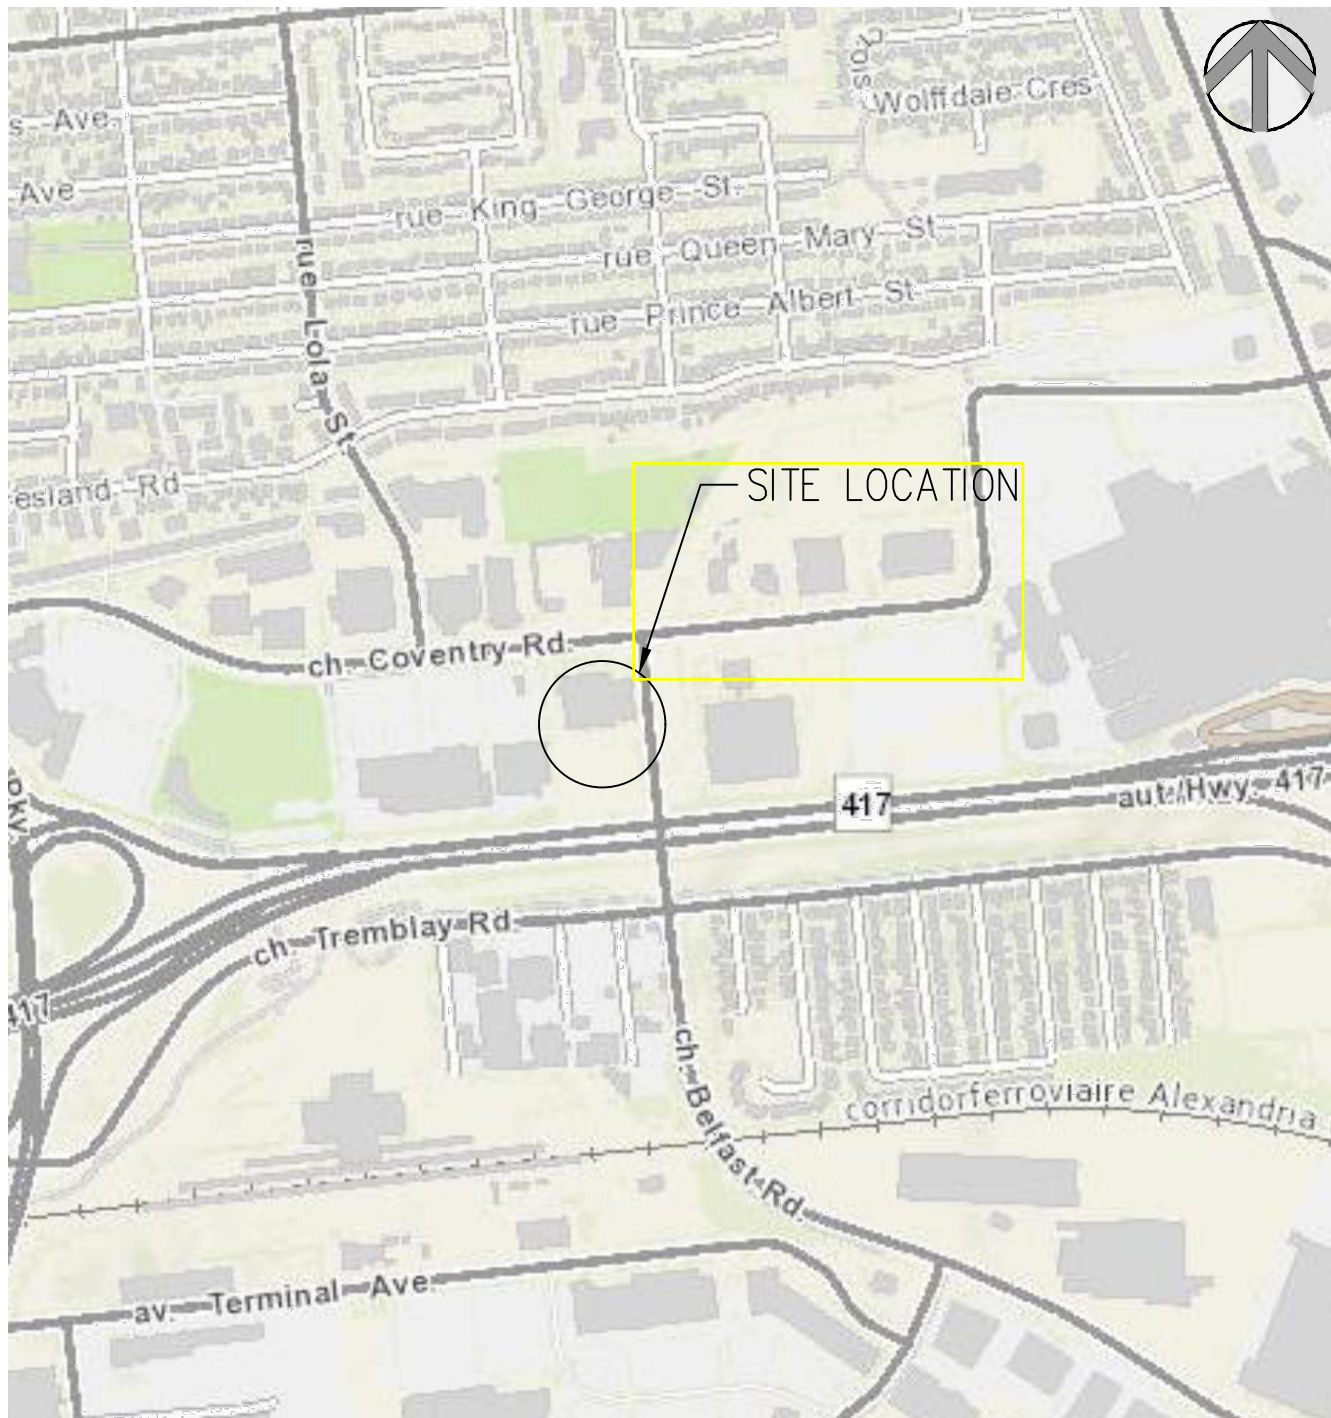 Crois
Wolffdale Cres
s Ave.
Ave
rue King George St.
rue Queen Mary St
rue Prince Albert St
rue Lola St
SITE LOCATION
esland Rd
ch. Coventry Rd.
417
aut./Hwy. 417
Pkwy
ch. Tremblay Rd
417
ch. Belfast Rd.
corridorferroviaire Alexandria
av. Terminal Ave.